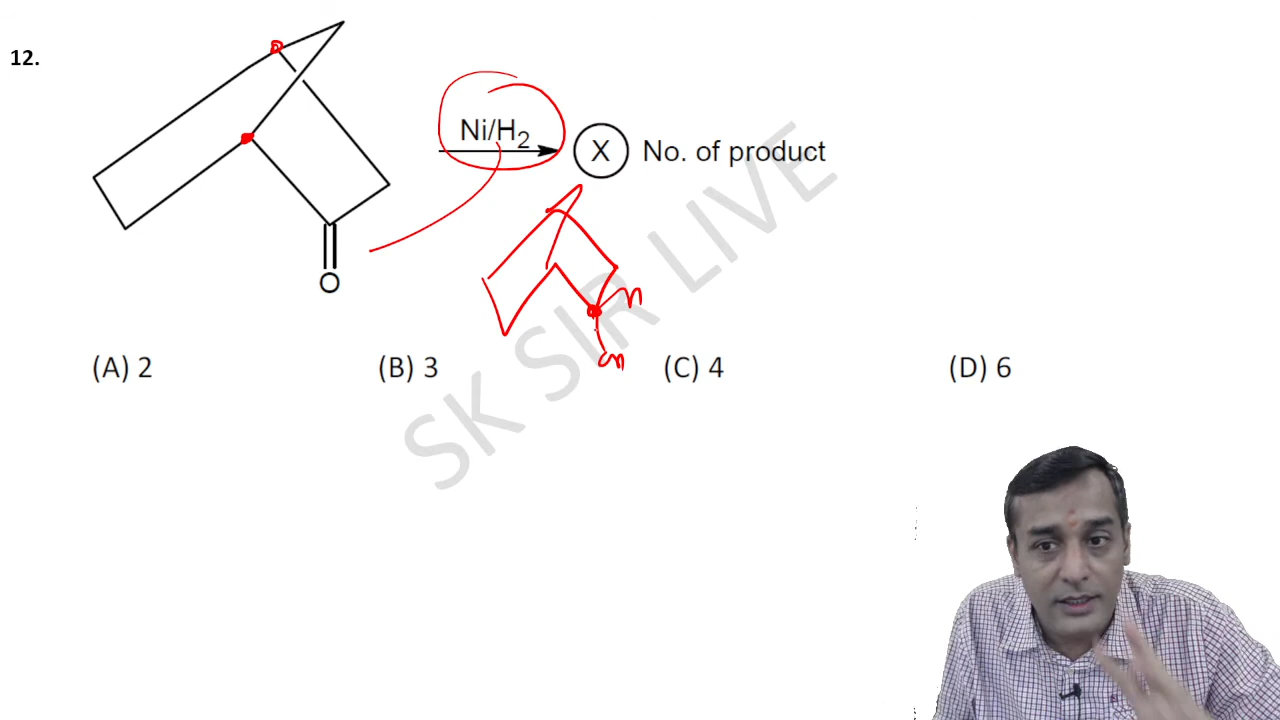 12.
Ni/H2
X No. of product
O
(A) 2
(B) 3
(C) 4
(D) 6
SK SIR LIVE